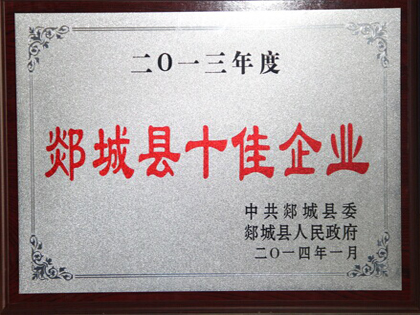 二〇一三年度
郯城县十佳企业
中共郯城县委
郯城县人民政府
二〇一四年一月